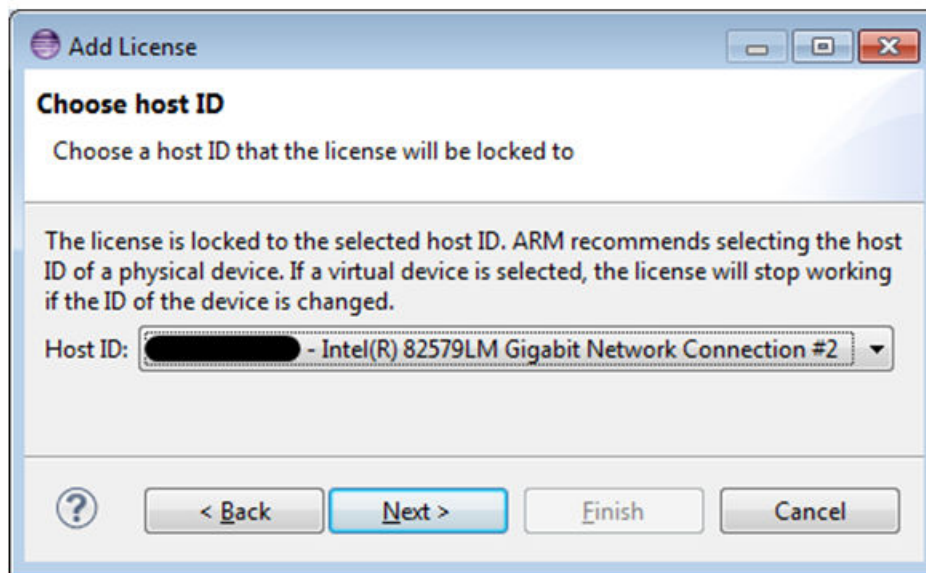 Add License
Choose host ID
Choose a host ID that the license will be locked to
The license is locked to the selected host ID. ARM recommends selecting the host
ID of a physical device. If a virtual device is selected, the license will stop working
if the ID of the device is changed.
Host ID: - Intel(R) 82579LM Gigabit Network Connection #2
? < Back Next > Finish Cancel